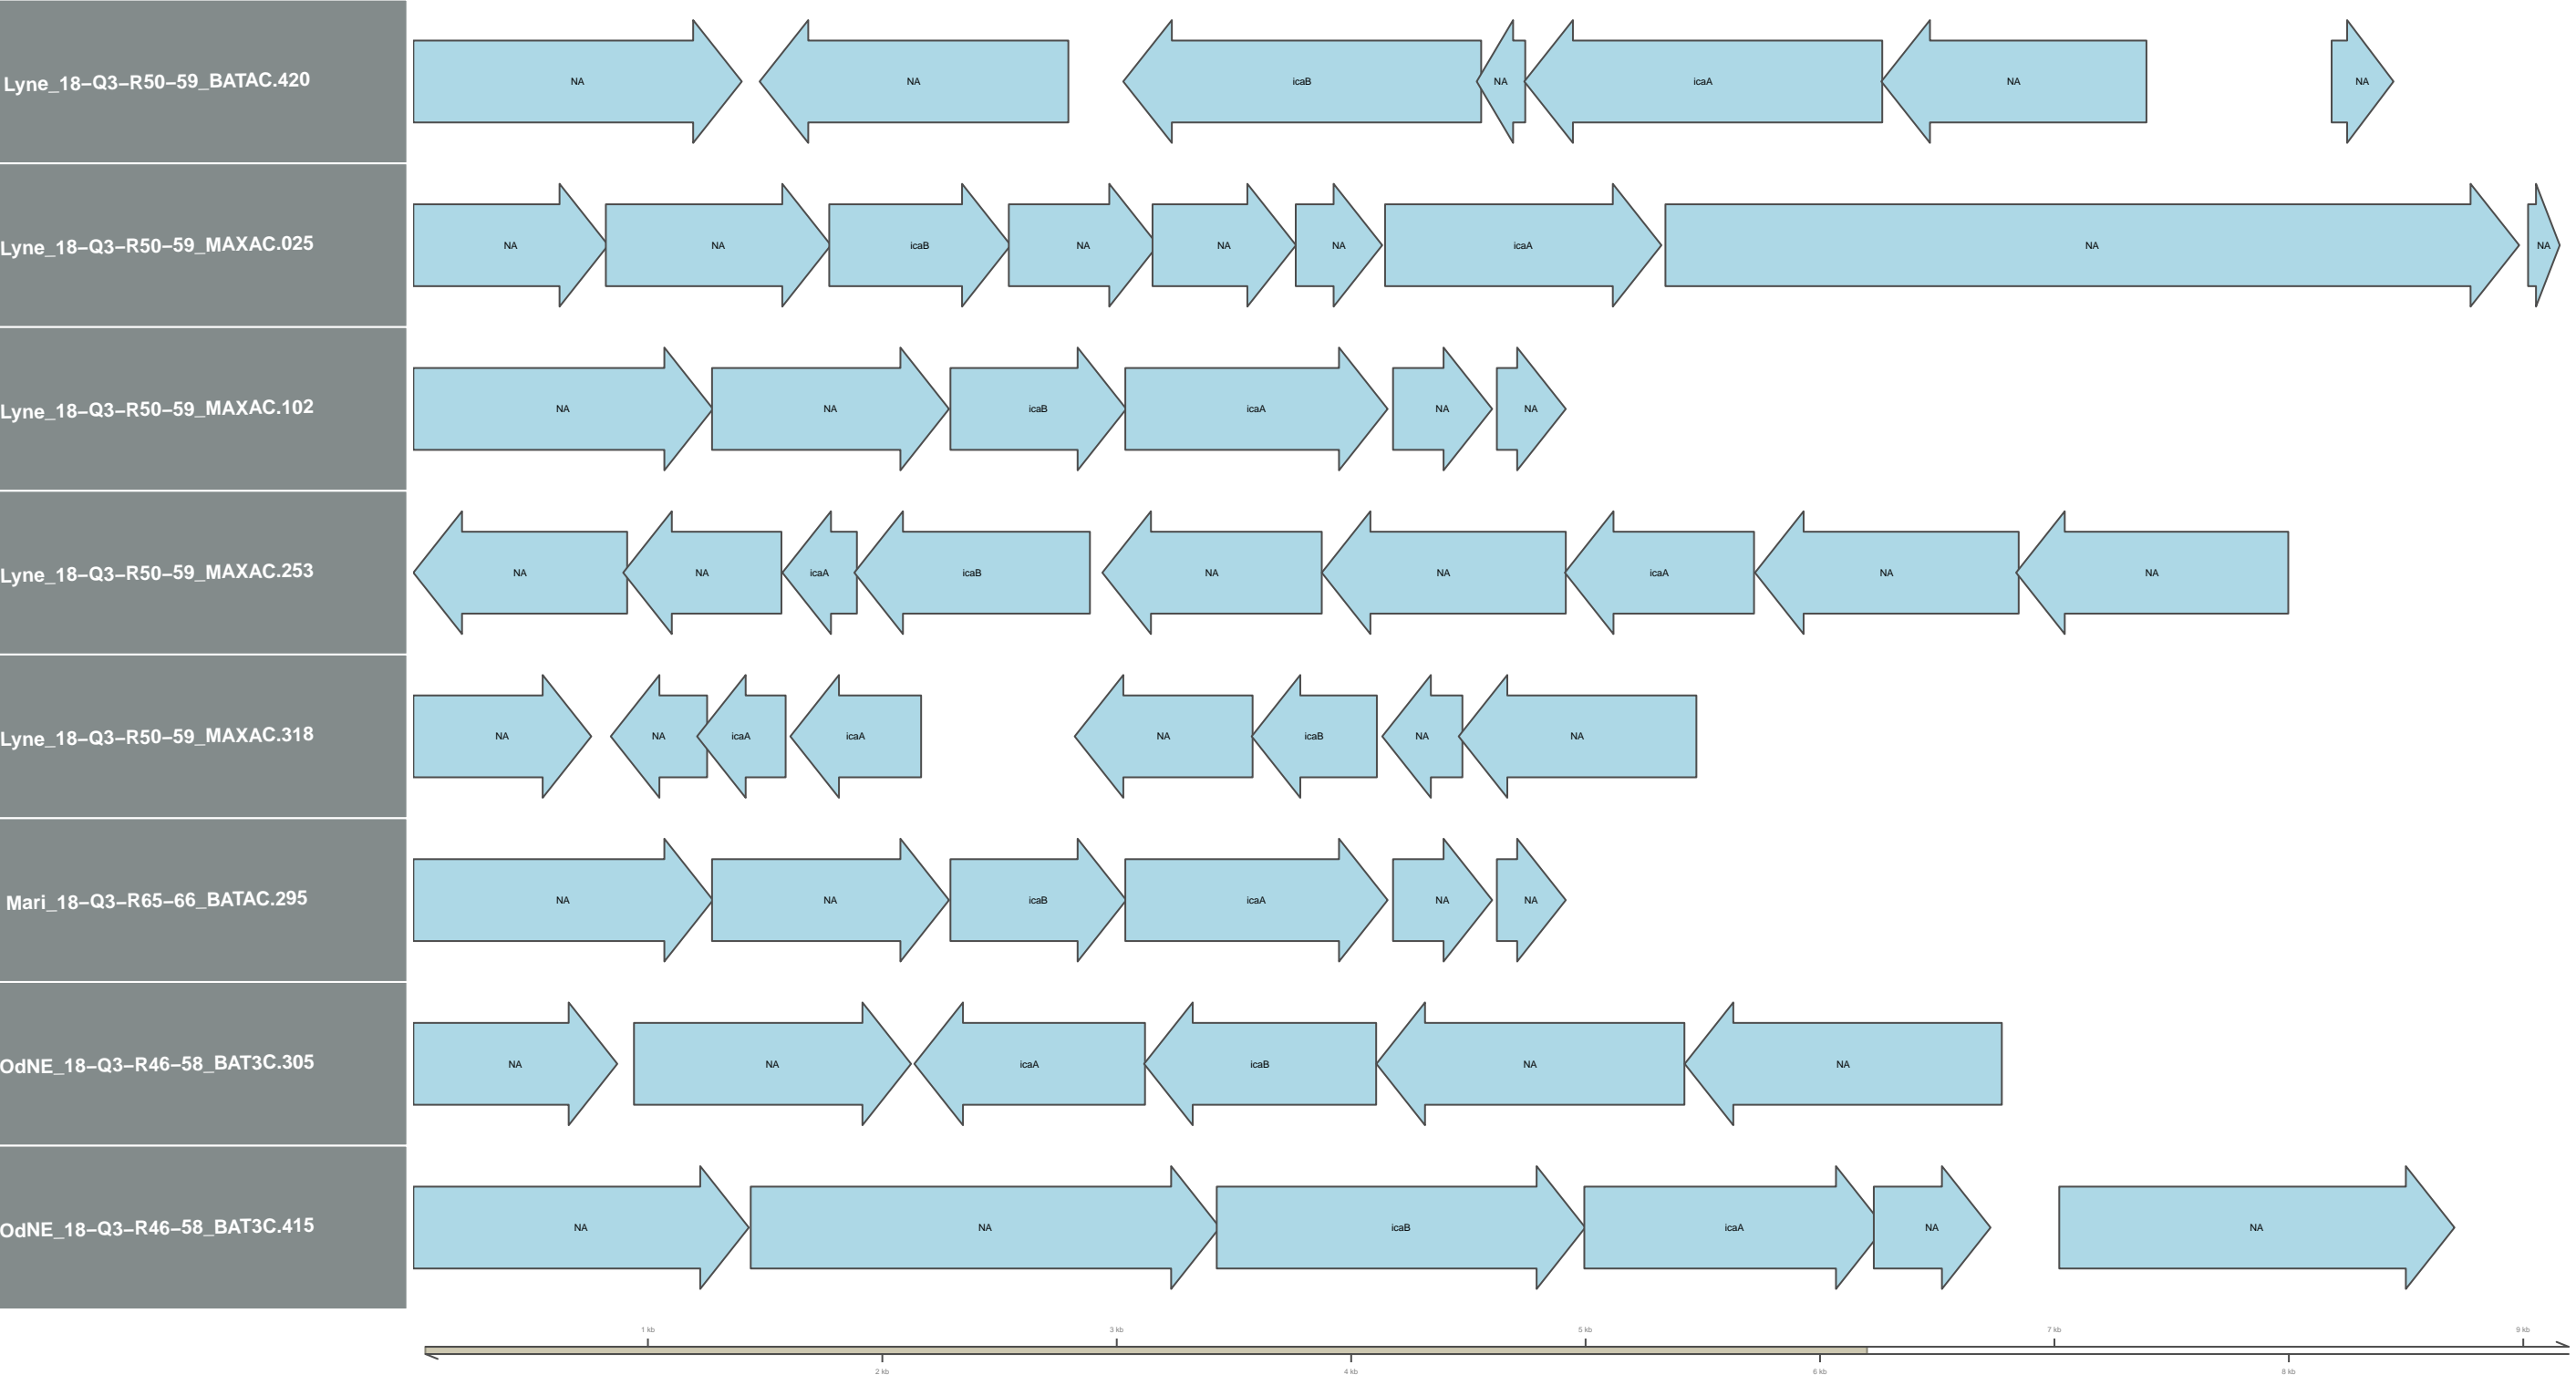 Lyne_18−Q3−R50−59_BATAC.420 NA NA icaB NA icaA NA NA
Lyne_18−Q3−R50−59_MAXAC.025 NA NA icaB NA NA NA icaA NA NA
Lyne_18−Q3−R50−59_MAXAC.102 NA NA icaB icaA NA NA
Lyne_18−Q3−R50−59_MAXAC.253 NA NA icaA icaB NA NA icaA NA NA
Lyne_18−Q3−R50−59_MAXAC.318 NA NA icaA icaA NA icaB NA NA
Mari_18−Q3−R65−66_BATAC.295 NA NA icaB icaA NA NA
OdNE_18−Q3−R46−58_BAT3C.305 NA NA icaA icaB NA NA
OdNE_18−Q3−R46−58_BAT3C.415 NA NA icaB icaA NA NA
1 kb 3 kb 5 kb 7 kb 9 kb
2 kb 4 kb 6 kb 8 kb